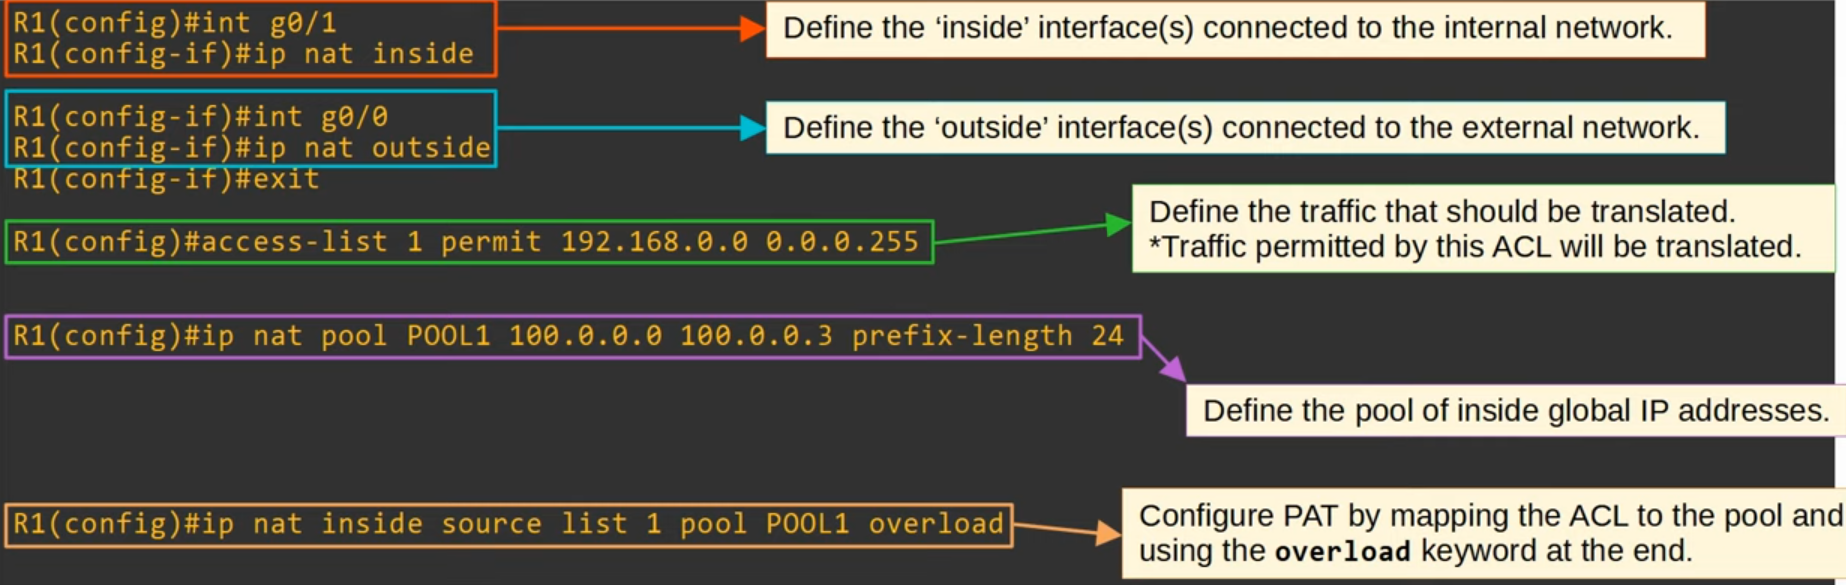 R1(config)#int g0/1
R1(config-if)#ip nat inside
Define the ‘inside’ interface(s) connected to the internal network.
R1(config-if)#int g0/0
R1(config-if)#ip nat outside
Define the ‘outside’ interface(s) connected to the external network.
R1(config-if)#exit
R1(config)#access-list 1 permit 192.168.0.0 0.0.0.255
Define the traffic that should be translated.
*Traffic permitted by this ACL will be translated.
R1(config)#ip nat pool POOL1 100.0.0.0 100.0.0.3 prefix-length 24
Define the pool of inside global IP addresses.
R1(config)#ip nat inside source list 1 pool POOL1 overload
Configure PAT by mapping the ACL to the pool and
using the overload keyword at the end.